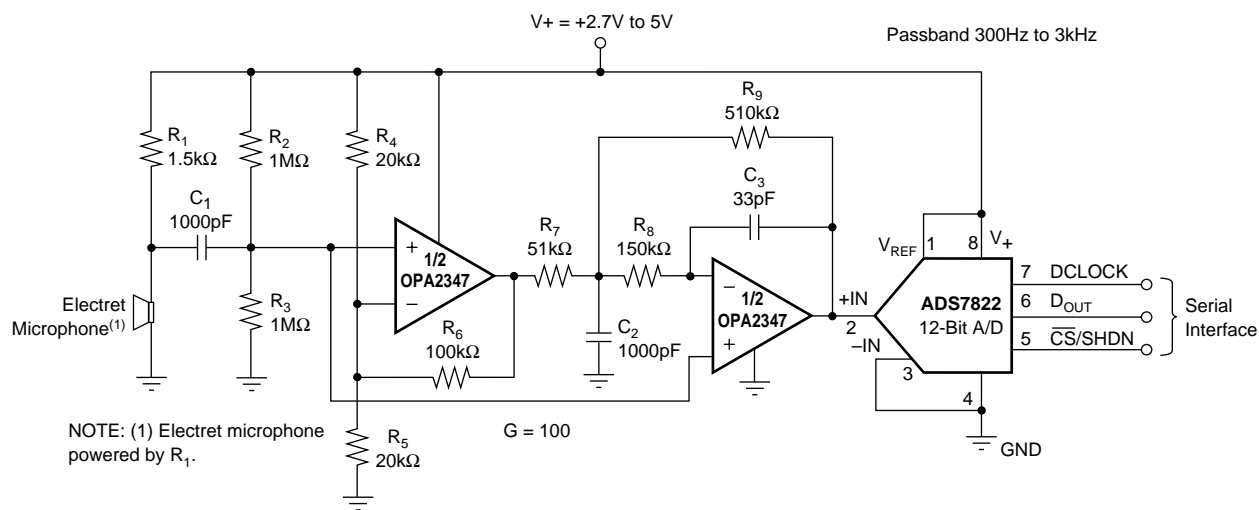 V+ = +2.7V to 5V
Passband 300Hz to 3kHz
R1
1.5kΩ
R2
1MΩ
R4
20kΩ
R9
510kΩ
C3
33pF
C1
1000pF
R7
51kΩ
R8
150kΩ
+
1/2
OPA2347
−
VREF
1
8
V+
7
DCLOCK
Electret
Microphone(1)
R3
1MΩ
R6
100kΩ
C2
1000pF
−
1/2
OPA2347
+
+IN
2
−IN
3
ADS7822
12-Bit A/D
6
DOUT
5
CS/SHDN
Serial
Interface
4
GND
NOTE: (1) Electret microphone
powered by R1.
R5
20kΩ
G = 100